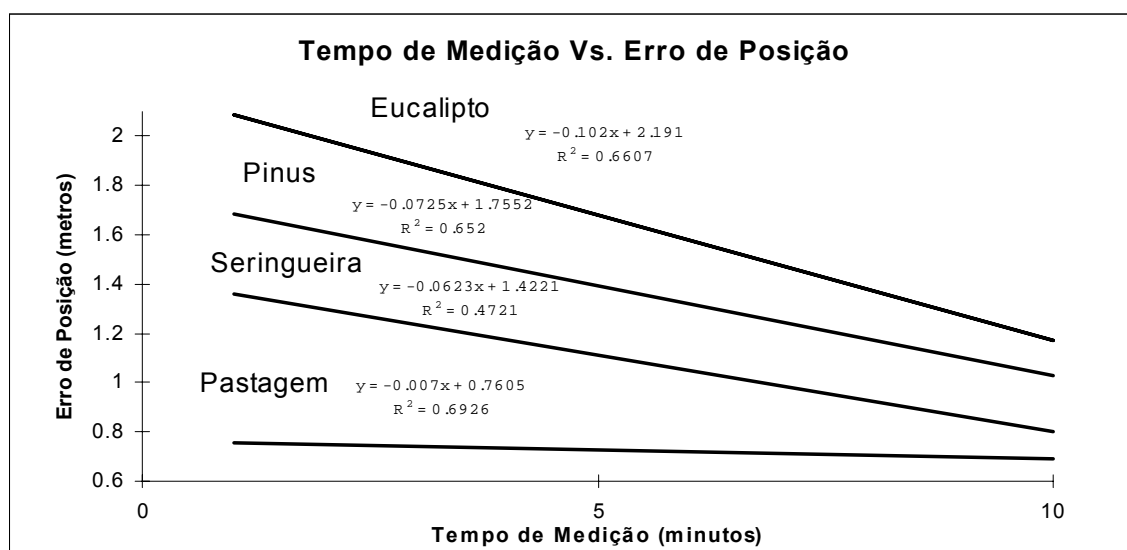 Tempo de Medição Vs. Erro de Posição
Eucalipto
y = -0.102x + 2.191
R² = 0.6607
Pinus
y = -0.0725x + 1.7552
R² = 0.652
Seringueira
y = -0.0623x + 1.4221
R² = 0.4721
Pastagem
y = -0.007x + 0.7605
R² = 0.6926
Erro de Posição (metros)
2
1.8
1.6
1.4
1.2
1
0.8
0.6
0 5 10
Tempo de Medição (minutos)